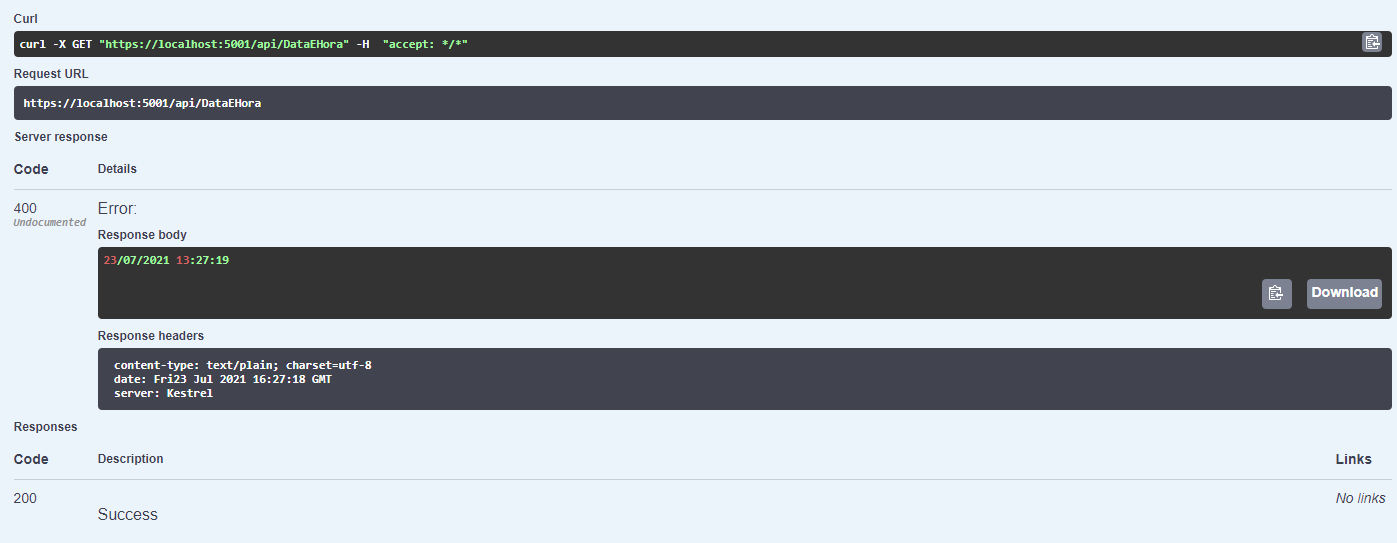 Curl
curl -X GET "https://localhost:5001/api/DataEHora" -H  "accept: */*"
Request URL
https://localhost:5001/api/DataEHora
Server response
Code Details
400 Error:
Undocumented
Response body
23/07/2021 13:27:19
Download
Response headers
content-type: text/plain; charset=utf-8
date: Fri23 Jul 2021 16:27:18 GMT
server: Kestrel
Responses
Code Description Links
200 No links
Success